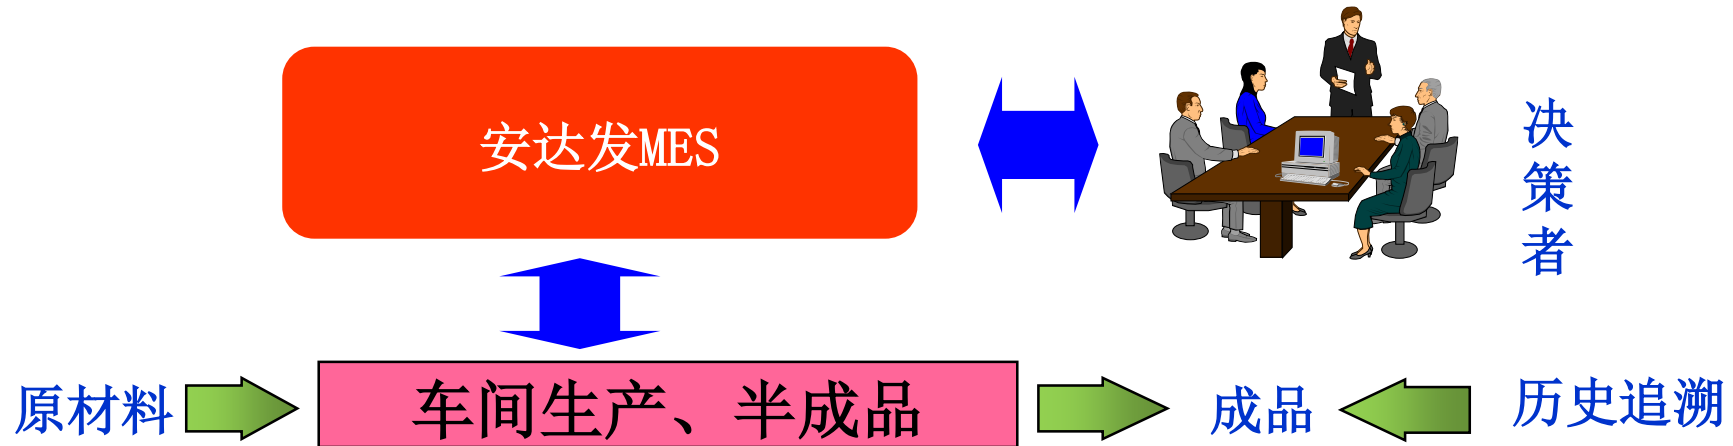 安达发MES
决策者
原材料
车间生产、半成品
成品
历史追溯